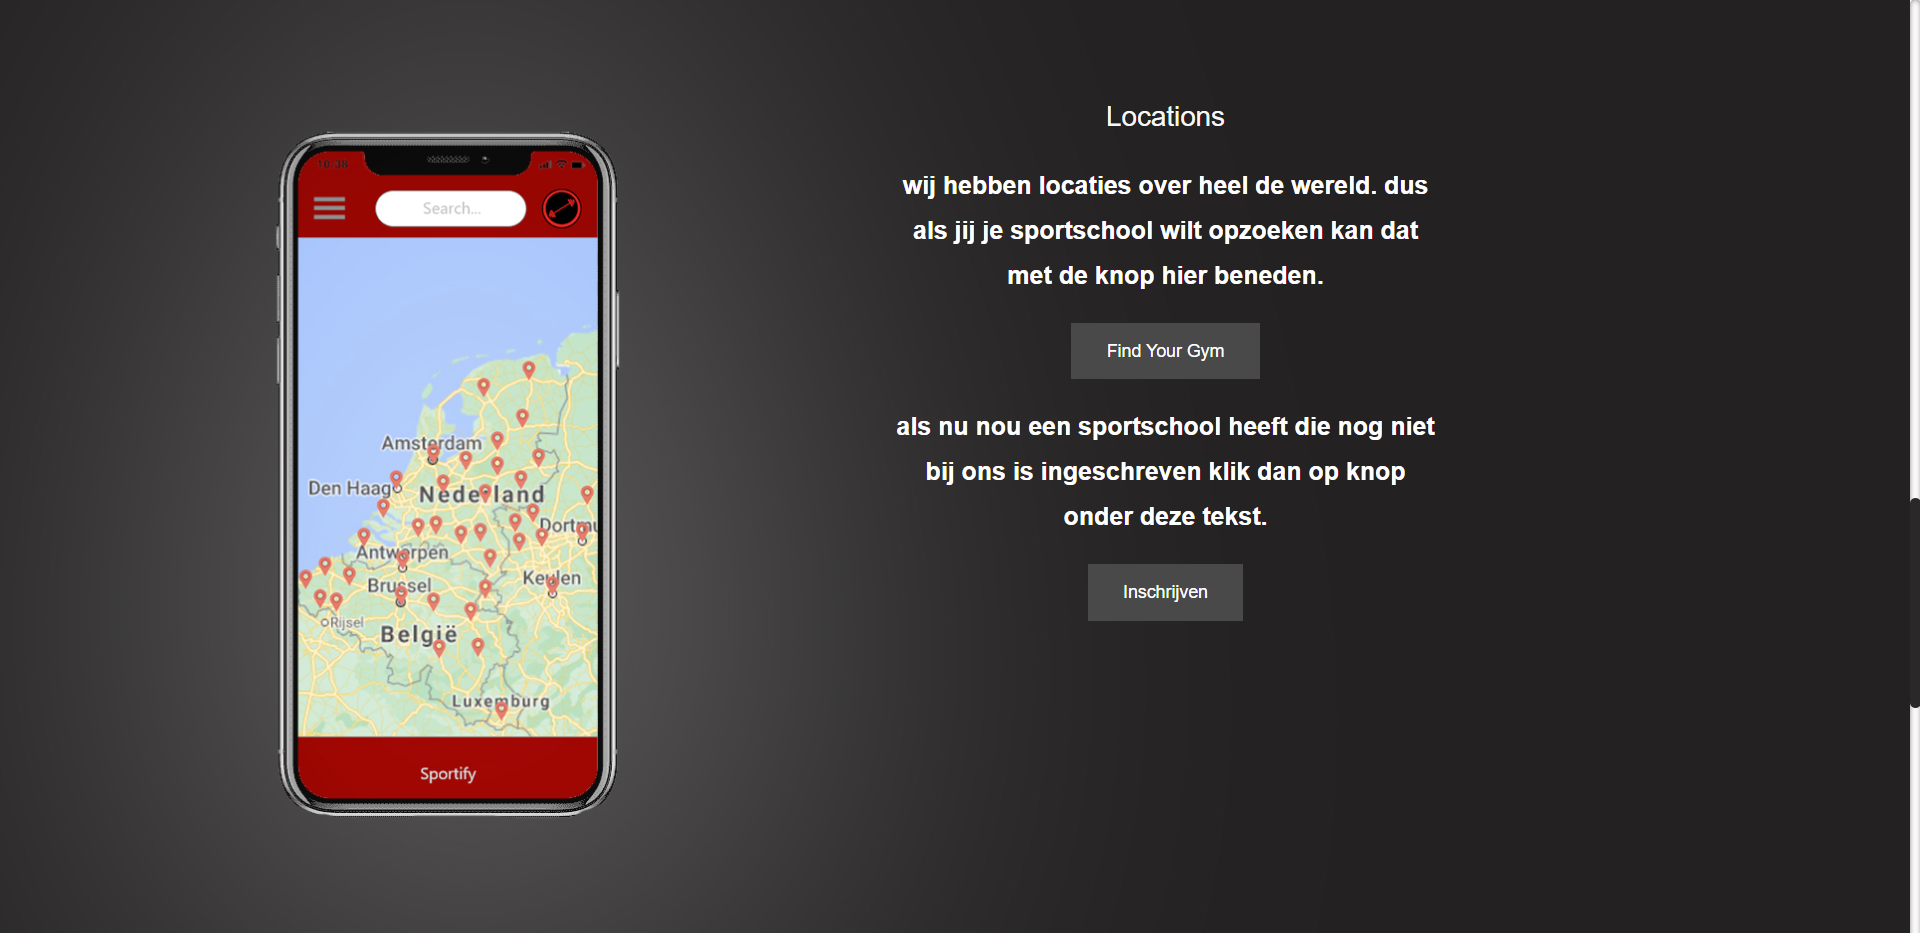 Locations
wij hebben locaties over heel de wereld. dus
als jij je sportschool wilt opzoeken kan dat
met de knop hier beneden.
Find Your Gym
als nu nou een sportschool heeft die nog niet
bij ons is ingeschreven klik dan op knop
onder deze tekst.
Inschrijven
10:38
Search...
Amsterdam
Den Haag
Nederland
Dortmu
Antwerpen
Keulen
Brussel
Rijsel
België
Luxemburg
Sportify